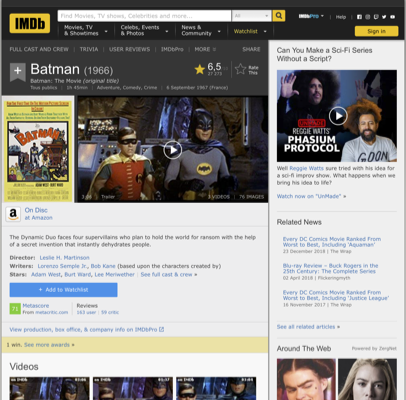 IMDb
Find Movies, TV shows, Celebrities and more...
All
IMDbPro
Help
Movies, TV & Showtimes
Celebs, Events & Photos
News & Community
Watchlist
Sign in
FULL CAST AND CREW | TRIVIA | USER REVIEWS | IMDbPro | MORE
SHARE
Batman (1966)
Batman: The Movie (original title)
Tous publics | 1h 45min | Adventure, Comedy, Crime | 6 September 1967 (France)
6,5
Rate This
BATMAN
Trailer
2 VIDEOS
76 IMAGES
On Disc
at Amazon
The Dynamic Duo faces four supervillains who plan to hold the world for ransom with the help
of a secret invention that instantly dehydrates people.
Director: Leslie H. Martinson
Writers: Lorenzo Semple Jr., Bob Kane (based upon the characters created by)
Stars: Adam West, Burt Ward, Lee Meriwether | See full cast & crew »
+ Add to Watchlist
71
Metascore
From metacritic.com
Reviews
163 user | 59 critic
View production, box office, & company info on IMDbPro
1 win. See more awards »
Videos
Can You Make a Sci-Fi Series
Without a Script?
REGGIE WATTS'
PHASIUM
PROTOCOL
Well Reggie Watts sure tried with his idea for
a sci-fi improv show. What happens when we
bring his idea to life?
Watch now on "UnMade" »
Related News
Every DC Comics Movie Ranked From
Worst to Best, Including 'Aquaman'
23 December 2018 | The Wrap
Blu-ray Review – Buck Rogers in the
25th Century: The Complete Series
02 April 2018 | Flickeringmyth
Every DC Comics Movie Ranked From
Worst to Best, Including 'Justice League'
16 November 2017 | The Wrap
See all related articles »
Around The Web
Powered by ZergNet